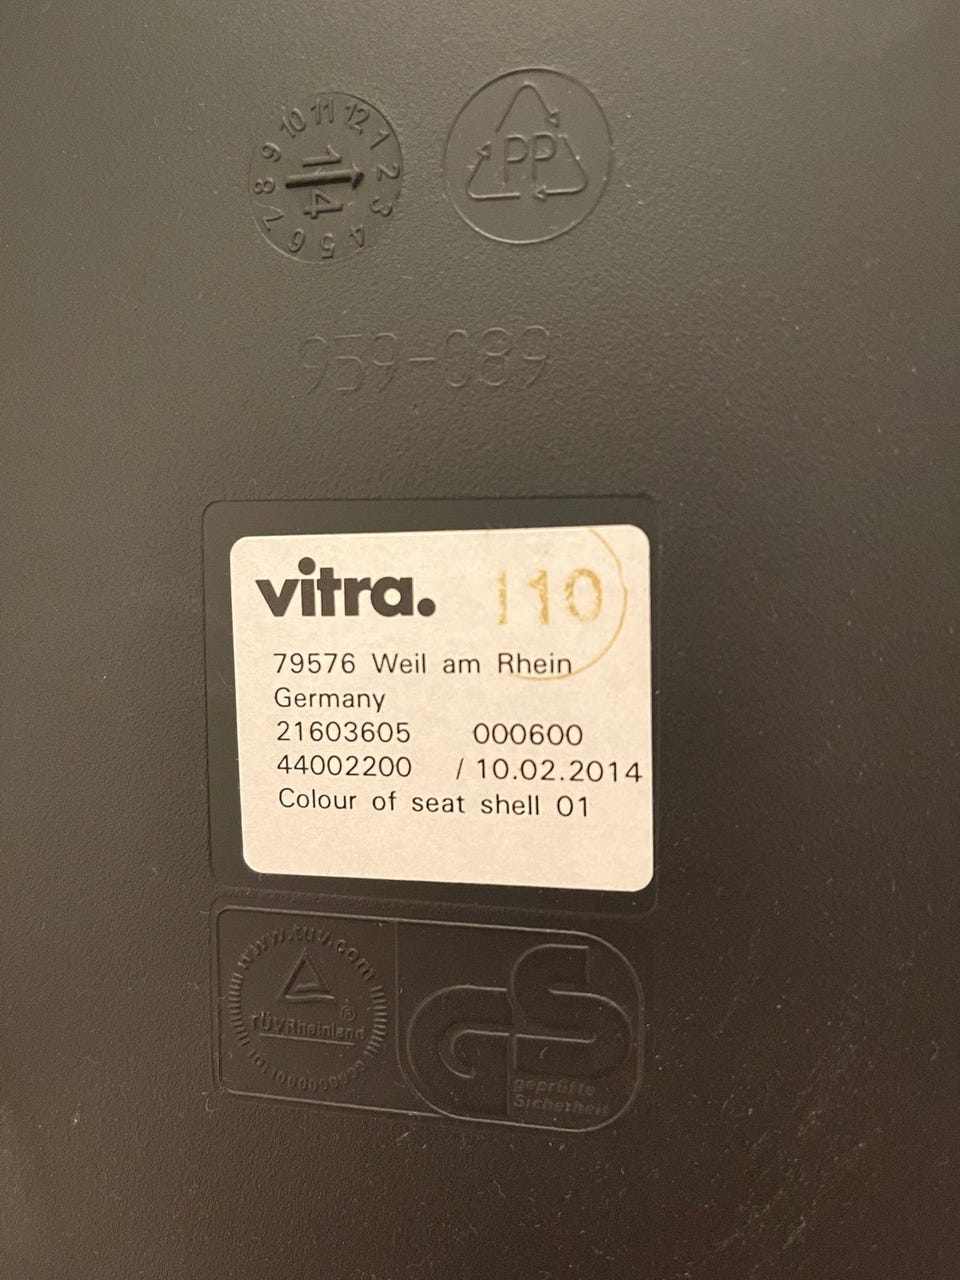 10 11 12 1 2 3 4 5 6 7 8 9
14
PP
959-089
vitra. 110
79576 Weil am Rhein
Germany
21603605 000600
44002200 / 10.02.2014
Colour of seat shell 01
www.tuv.com
TÜVRheinland®
GS
geprüfte
Sicherheit